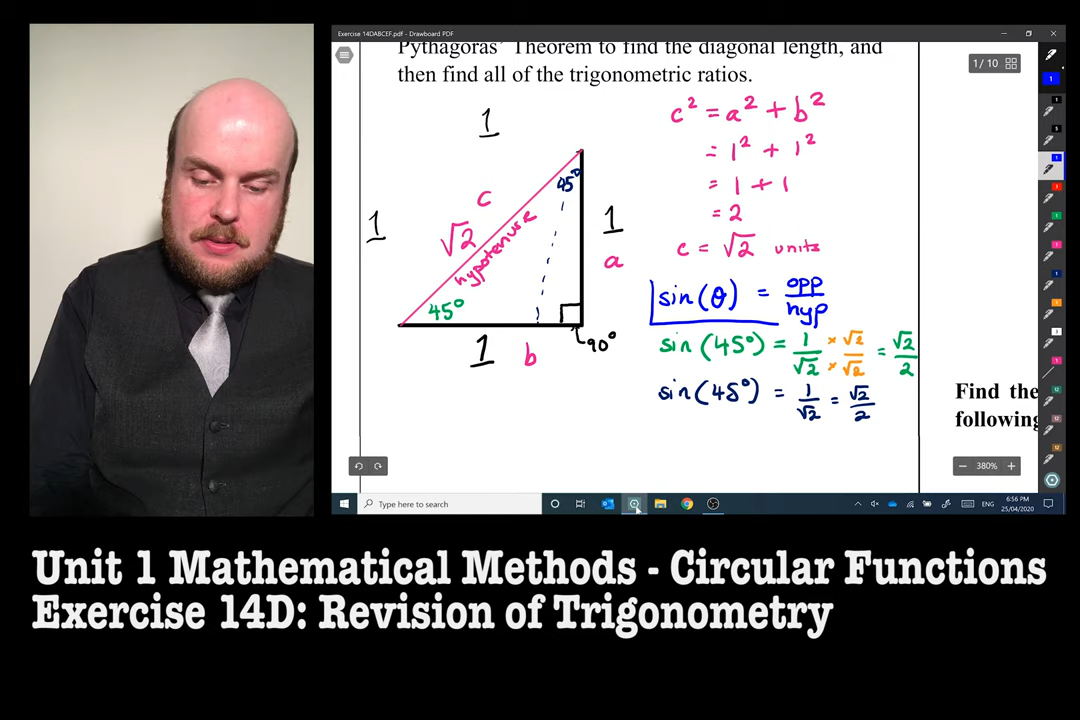 Exercise 14DABCEF.pdf - Drawboard PDF
Pythagoras' Theorem to find the diagonal length, and
then find all of the trigonometric ratios.
1 / 10
1
c² = a² + b²
= 1² + 1²
= 1 + 1
= 2
c = √2 units
1
c
√2
hypotenuse
45°
45°
1
a
1
b
90°
sin(θ) = opp/hyp
sin(45°) = 1/√2 × √2/× √2 = √2/2
sin(45°) = 1/√2 = √2/2
Find the
following
380%
Type here to search
ENG
6:56 PM
25/04/2020
Unit 1 Mathematical Methods - Circular Functions
Exercise 14D: Revision of Trigonometry